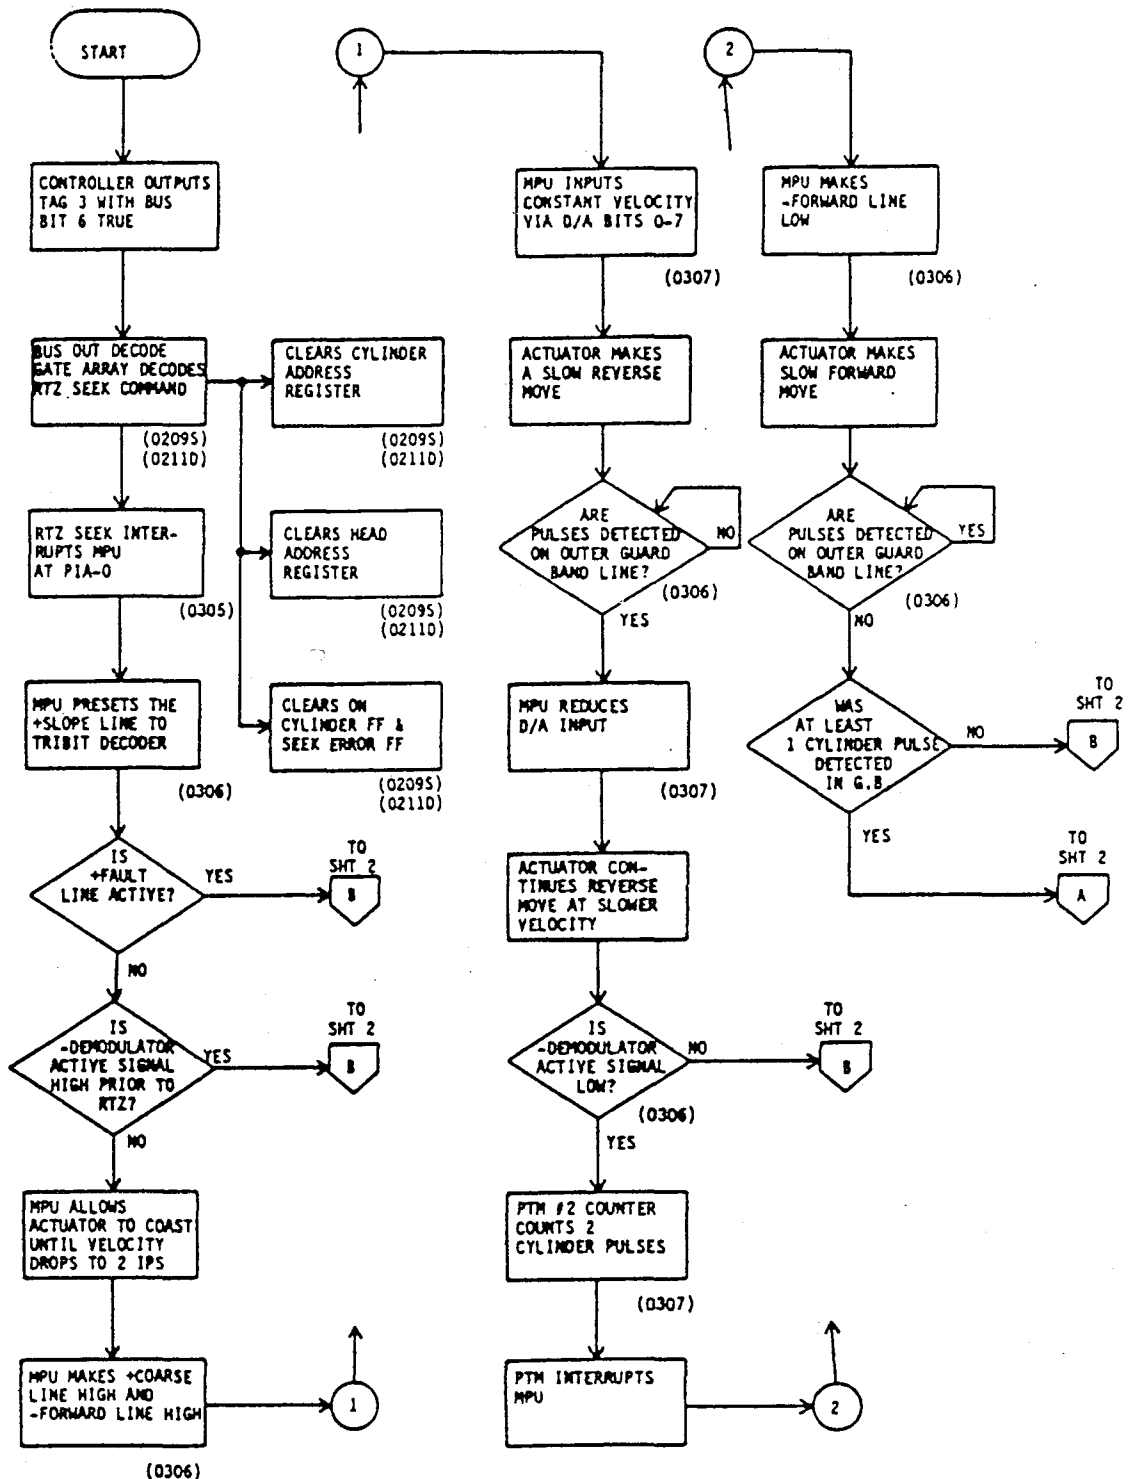 START
CONTROLLER OUTPUTS
TAG 3 WITH BUS
BIT 6 TRUE
BUS OUT DECODE
GATE ARRAY DECODES
RTZ SEEK COMMAND
(0209S)
(0211D)
CLEARS CYLINDER
ADDRESS
REGISTER
(0209S)
(0211D)
RTZ SEEK INTER-
RUPTS MPU
AT PIA-0
(0305)
CLEARS HEAD
ADDRESS
REGISTER
(0209S)
(0211D)
MPU PRESETS THE
+SLOPE LINE TO
TRIBIT DECODER
(0306)
CLEARS ON
CYLINDER FF &
SEEK ERROR FF
(0209S)
(0211D)
IS
+FAULT
LINE ACTIVE?
YES
TO
SHT 2
B
NO
IS
-DEMODULATOR
ACTIVE SIGNAL
HIGH PRIOR TO
RTZ?
YES
TO
SHT 2
B
NO
MPU ALLOWS
ACTUATOR TO COAST
UNTIL VELOCITY
DROPS TO 2 IPS
MPU MAKES +COARSE
LINE HIGH AND
-FORWARD LINE HIGH
(0306)
1
1
MPU INPUTS
CONSTANT VELOCITY
VIA D/A BITS 0-7
(0307)
ACTUATOR MAKES
A SLOW REVERSE
MOVE
ARE
PULSES DETECTED
ON OUTER GUARD
BAND LINE?
NO
(0306)
YES
MPU REDUCES
D/A INPUT
(0307)
ACTUATOR CON-
TINUES REVERSE
MOVE AT SLOWER
VELOCITY
IS
-DEMODULATOR
ACTIVE SIGNAL
LOW?
NO
TO
SHT 2
B
(0306)
YES
PTM #2 COUNTER
COUNTS 2
CYLINDER PULSES
(0307)
PTM INTERRUPTS
MPU
2
2
MPU MAKES
-FORWARD LINE
LOW
(0306)
ACTUATOR MAKES
SLOW FORWARD
MOVE
ARE
PULSES DETECTED
ON OUTER GUARD
BAND LINE?
YES
(0306)
NO
WAS
AT LEAST
1 CYLINDER PULSE
DETECTED
IN G.B.
NO
TO
SHT 2
B
YES
TO
SHT 2
A